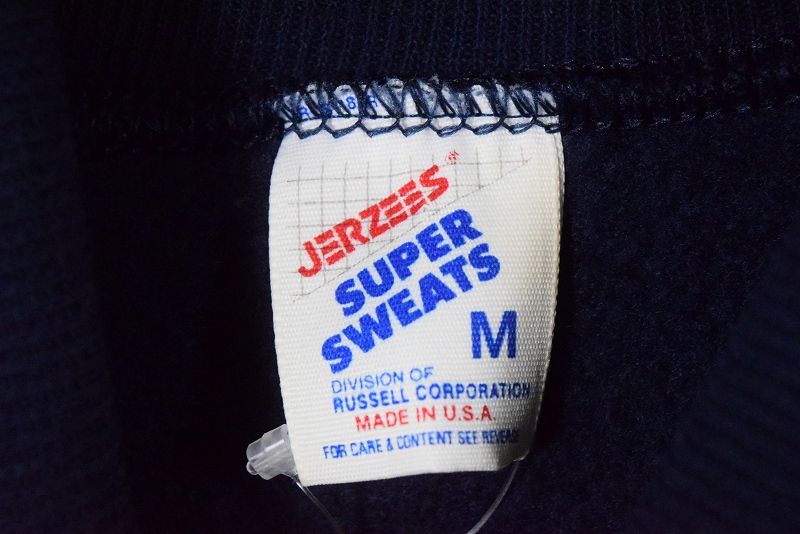 JERZEES®
SUPER
SWEATS
M
DIVISION OF
RUSSELL CORPORATION
MADE IN U.S.A.
FOR CARE & CONTENT SEE REVERSE